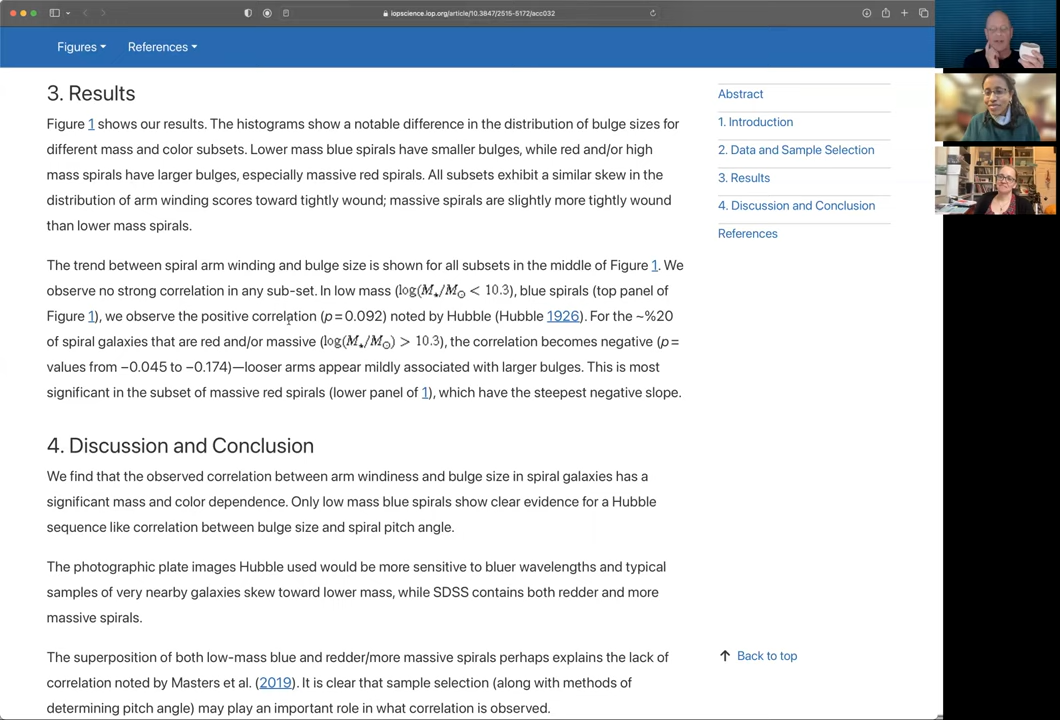 iopscience.iop.org/article/10.3847/2515-5172/acc032
Figures
References
3. Results
Figure 1 shows our results. The histograms show a notable difference in the distribution of bulge sizes for
different mass and color subsets. Lower mass blue spirals have smaller bulges, while red and/or high
mass spirals have larger bulges, especially massive red spirals. All subsets exhibit a similar skew in the
distribution of arm winding scores toward tightly wound; massive spirals are slightly more tightly wound
than lower mass spirals.
The trend between spiral arm winding and bulge size is shown for all subsets in the middle of Figure 1. We
observe no strong correlation in any sub-set. In low mass (log(M⋆/M⊙ < 10.3), blue spirals (top panel of
Figure 1), we observe the positive correlation (p = 0.092) noted by Hubble (Hubble 1926). For the ~%20
of spiral galaxies that are red and/or massive (log(M⋆/M⊙) > 10.3), the correlation becomes negative (p =
values from −0.045 to −0.174)—looser arms appear mildly associated with larger bulges. This is most
significant in the subset of massive red spirals (lower panel of 1), which have the steepest negative slope.
4. Discussion and Conclusion
We find that the observed correlation between arm windiness and bulge size in spiral galaxies has a
significant mass and color dependence. Only low mass blue spirals show clear evidence for a Hubble
sequence like correlation between bulge size and spiral pitch angle.
The photographic plate images Hubble used would be more sensitive to bluer wavelengths and typical
samples of very nearby galaxies skew toward lower mass, while SDSS contains both redder and more
massive spirals.
The superposition of both low-mass blue and redder/more massive spirals perhaps explains the lack of
correlation noted by Masters et al. (2019). It is clear that sample selection (along with methods of
determining pitch angle) may play an important role in what correlation is observed.
Abstract
1. Introduction
2. Data and Sample Selection
3. Results
4. Discussion and Conclusion
References
Back to top